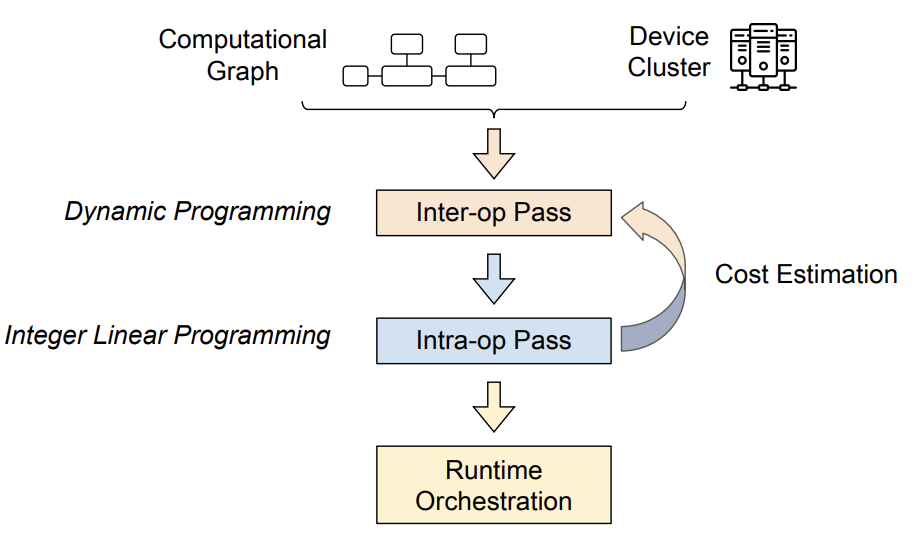 Computational
Graph
Device
Cluster
Dynamic Programming
Inter-op Pass
Cost Estimation
Integer Linear Programming
Intra-op Pass
Runtime
Orchestration